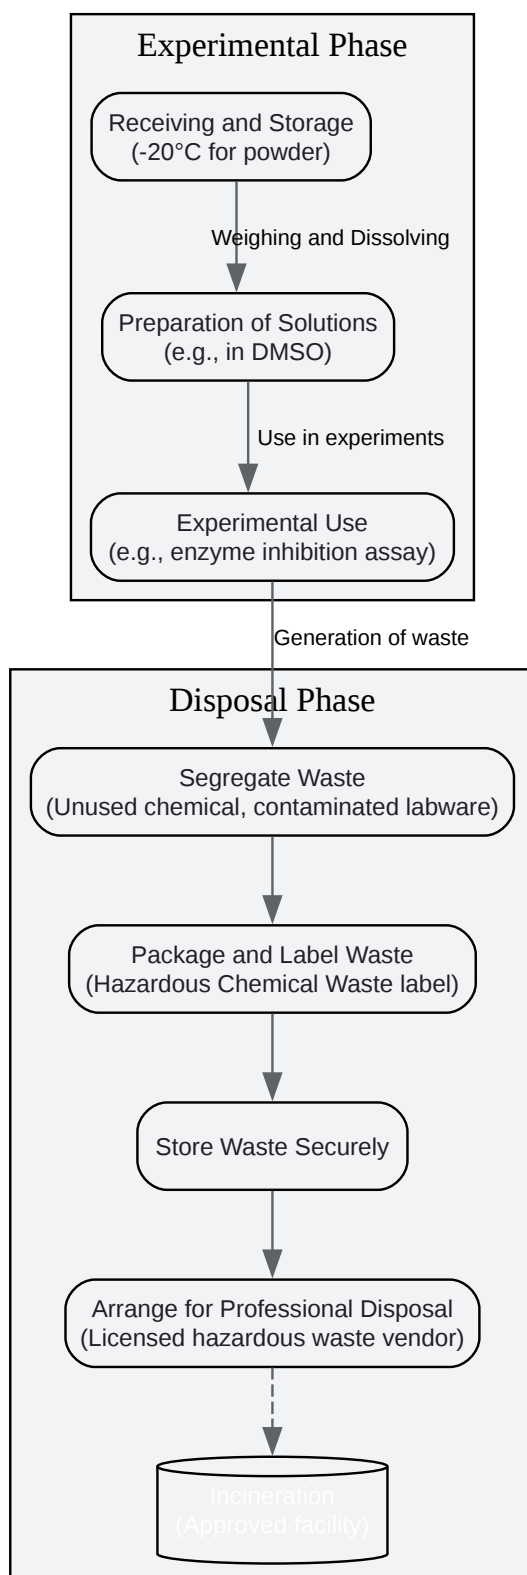 Experimental Phase
Receiving and Storage
(-20°C for powder)
Weighing and Dissolving
Preparation of Solutions
(e.g., in DMSO)
Use in experiments
Experimental Use
(e.g., enzyme inhibition assay)
Generation of waste
Disposal Phase
Segregate Waste
(Unused chemical, contaminated labware)
Package and Label Waste
(Hazardous Chemical Waste label)
Store Waste Securely
Arrange for Professional Disposal
(Licensed hazardous waste vendor)
Incineration
(Approved facility)